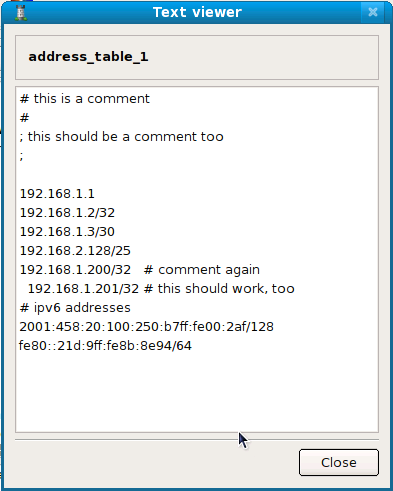 Text viewer
address_table_1
# this is a comment
#
; this should be a comment too
;
192.168.1.1
192.168.1.2/32
192.168.1.3/30
192.168.2.128/25
192.168.1.200/32   # comment again
  192.168.1.201/32 # this should work, too
# ipv6 addresses
2001:458:20:100:250:b7ff:fe00:2af/128
fe80::21d:9ff:fe8b:8e94/64
Close